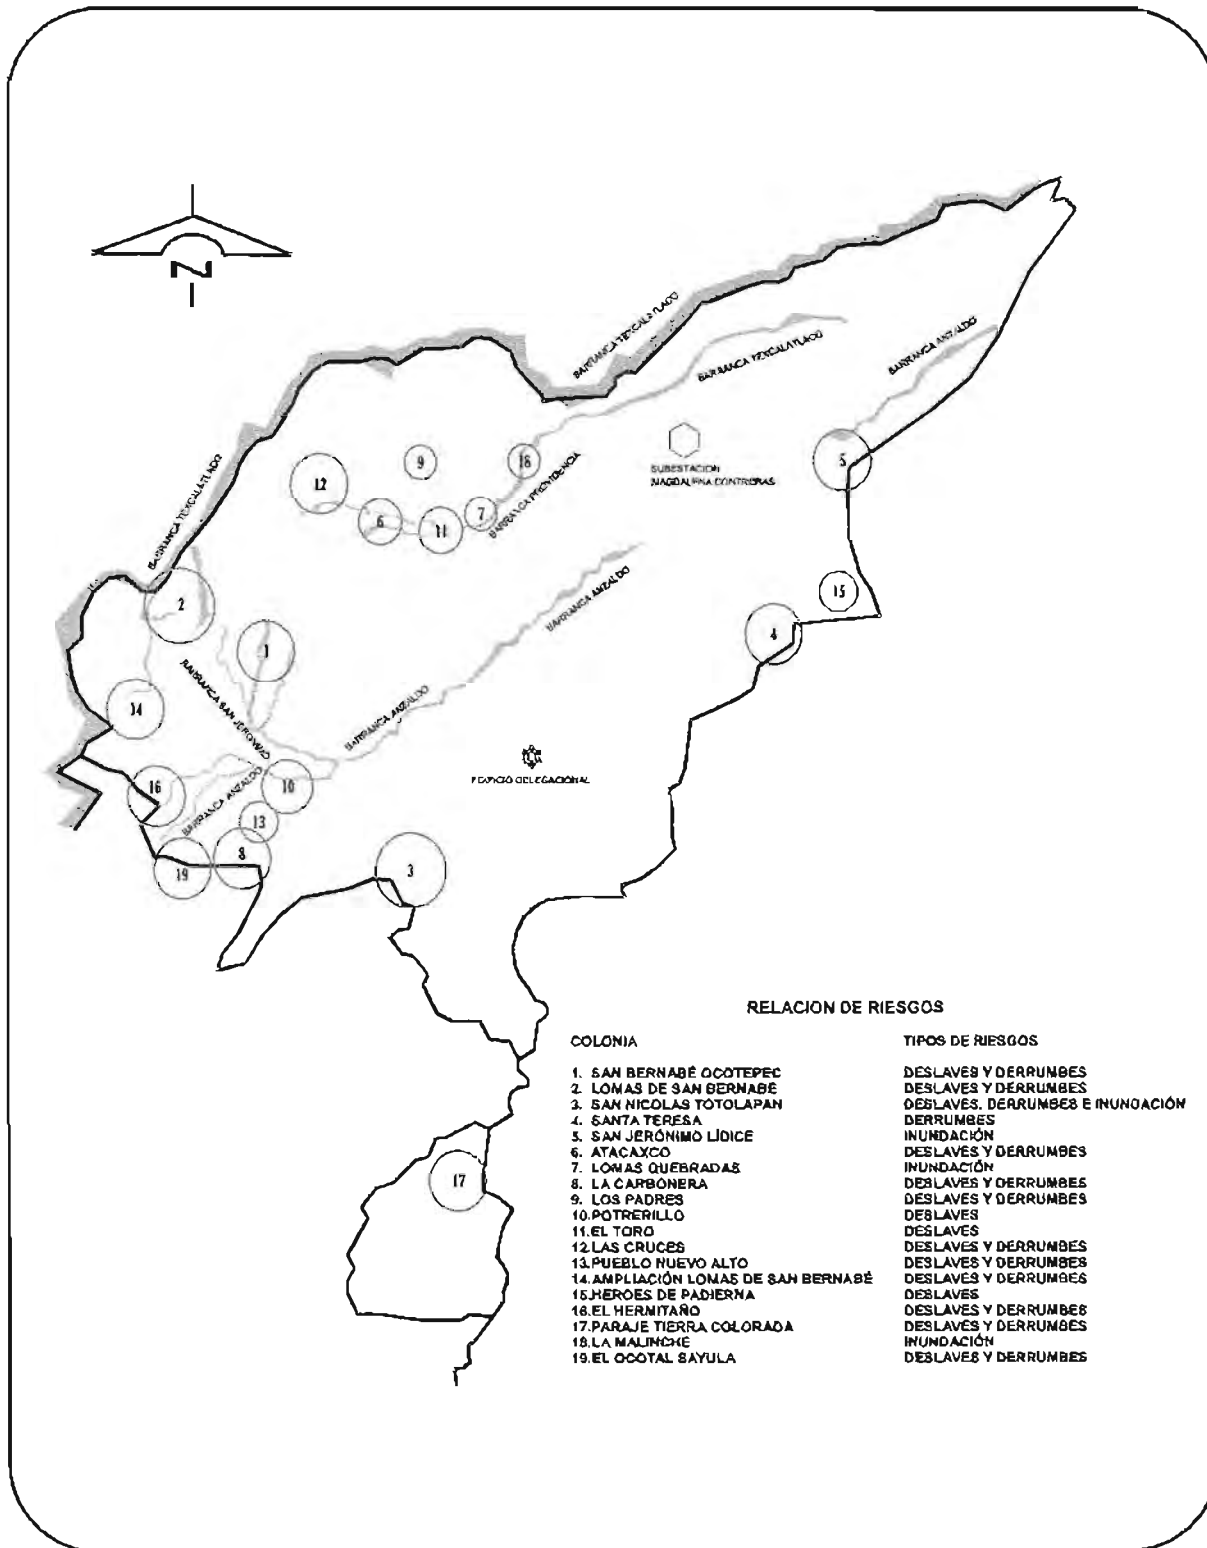 N
BARRANCA TEXCALATLACO
BARRANCA TEXCALATLACO
BARRANCA ANZALDO
SUBESTACION
MAGDALENA CONTRERAS
5
9
18
12
BARRANCA PROVIDENCIA
6
11
7
BARRANCA TEXCALATLACO
2
15
BARRANCA ANZALDO
4
1
BARRANCA SAN JERONIMO
14
BARRANCA ANZALDO
EDIFICIO DELEGACIONAL
16
10
BARRANCA ANZALDO
13
8
19
3
17
RELACION DE RIESGOS
COLONIA TIPOS DE RIESGOS
1. SAN BERNABÉ OCOTEPEC DESLAVES Y DERRUMBES
2. LOMAS DE SAN BERNABÉ DESLAVES Y DERRUMBES
3. SAN NICOLAS TOTOLAPAN DESLAVES, DERRUMBES E INUNDACIÓN
4. SANTA TERESA DERRUMBES
5. SAN JERÓNIMO LÍDICE INUNDACIÓN
6. ATACAXCO DESLAVES Y DERRUMBES
7. LOMAS QUEBRADAS INUNDACIÓN
8. LA CARBONERA DESLAVES Y DERRUMBES
9. LOS PADRES DESLAVES Y DERRUMBES
10.POTRERILLO DESLAVES
11.EL TORO DESLAVES
12.LAS CRUCES DESLAVES Y DERRUMBES
13.PUEBLO NUEVO ALTO DESLAVES Y DERRUMBES
14.AMPLIACIÓN LOMAS DE SAN BERNABÉ DESLAVES Y DERRUMBES
15.HEROES DE PADIERNA DESLAVES
16.EL HERMITAÑO DESLAVES Y DERRUMBES
17.PARAJE TIERRA COLORADA DESLAVES Y DERRUMBES
18.LA MALINCHE INUNDACIÓN
19.EL OCOTAL SAYULA DESLAVES Y DERRUMBES